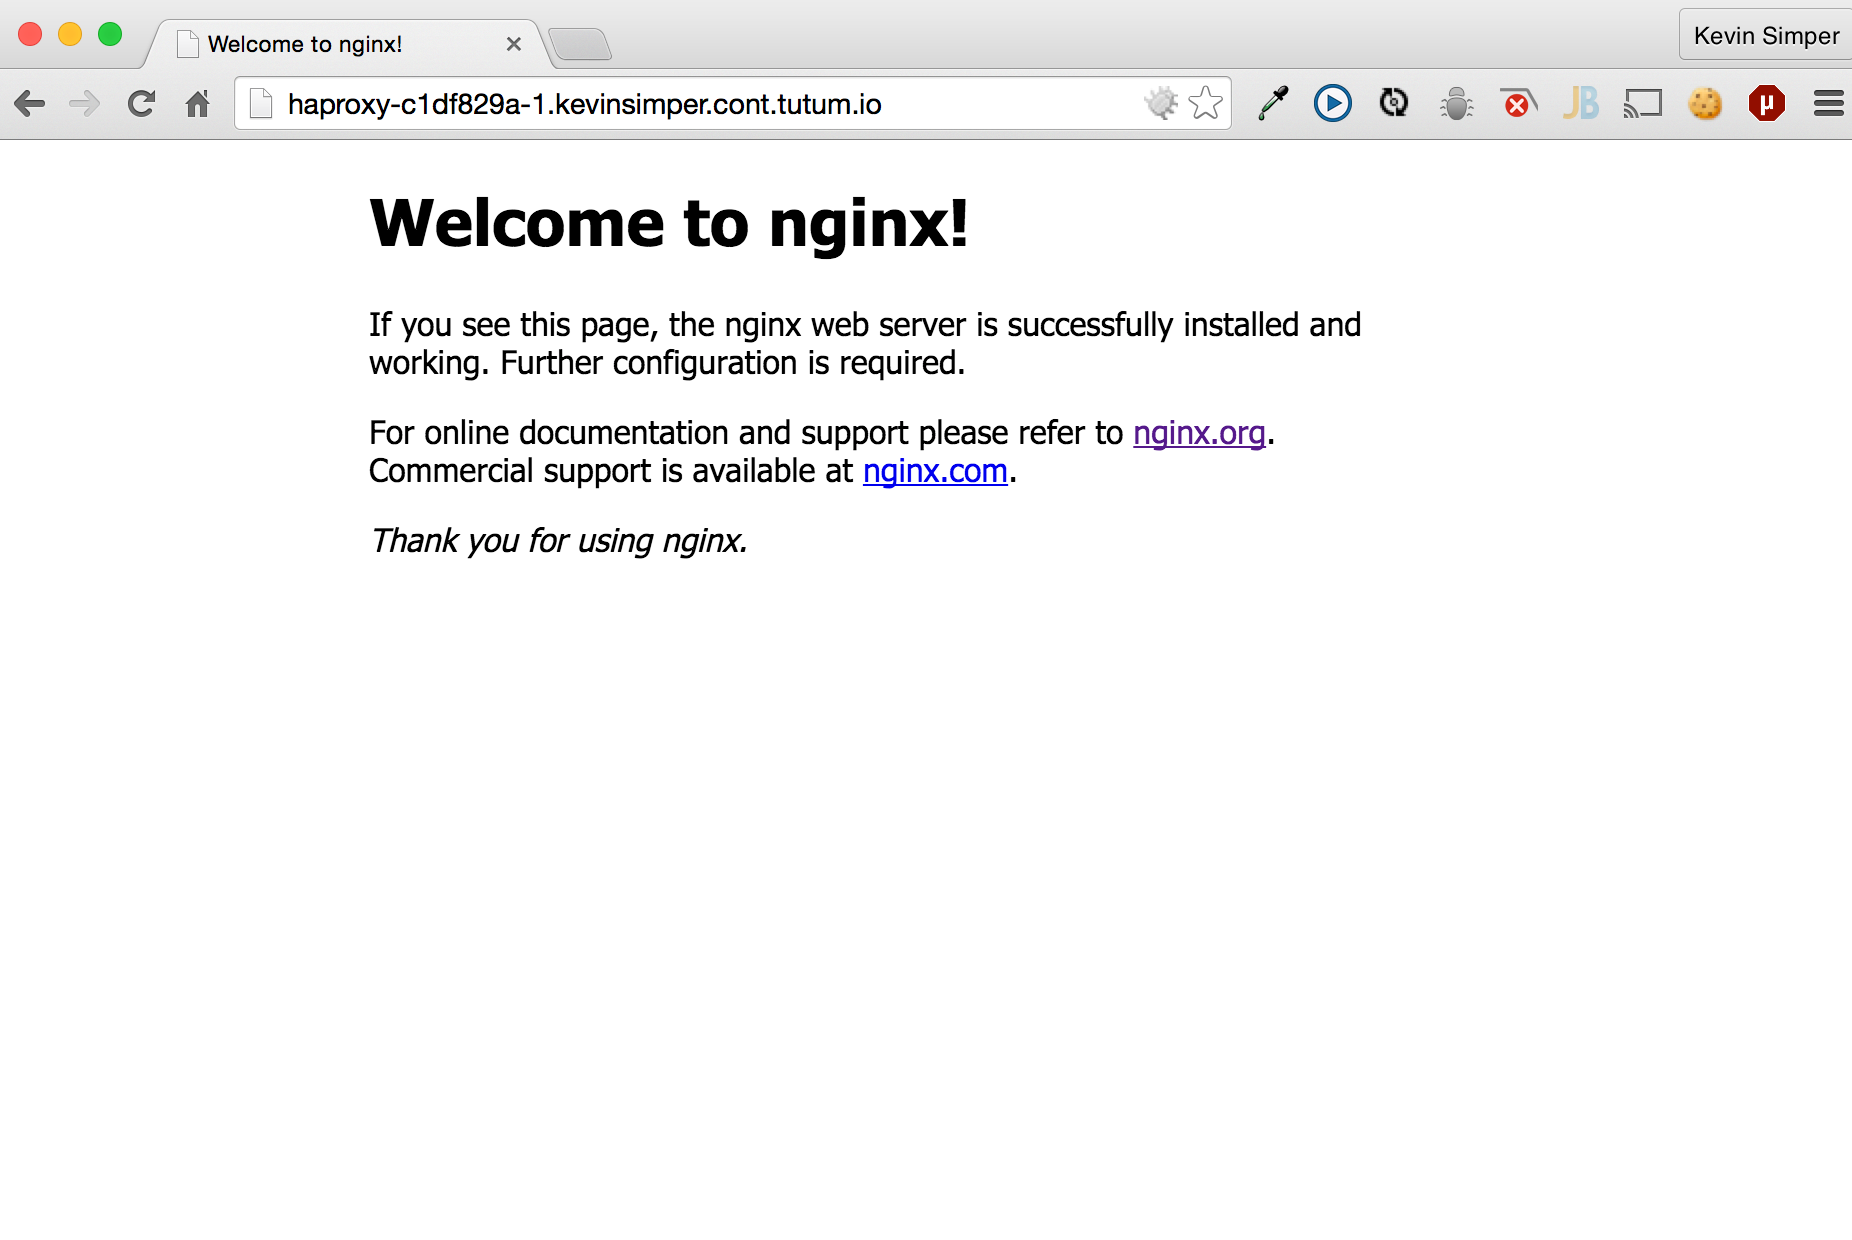 Welcome to nginx!
Kevin Simper
haproxy-c1df829a-1.kevinsimper.cont.tutum.io
JB
µ
Welcome to nginx!
If you see this page, the nginx web server is successfully installed and
working. Further configuration is required.
For online documentation and support please refer to nginx.org.
Commercial support is available at nginx.com.
Thank you for using nginx.